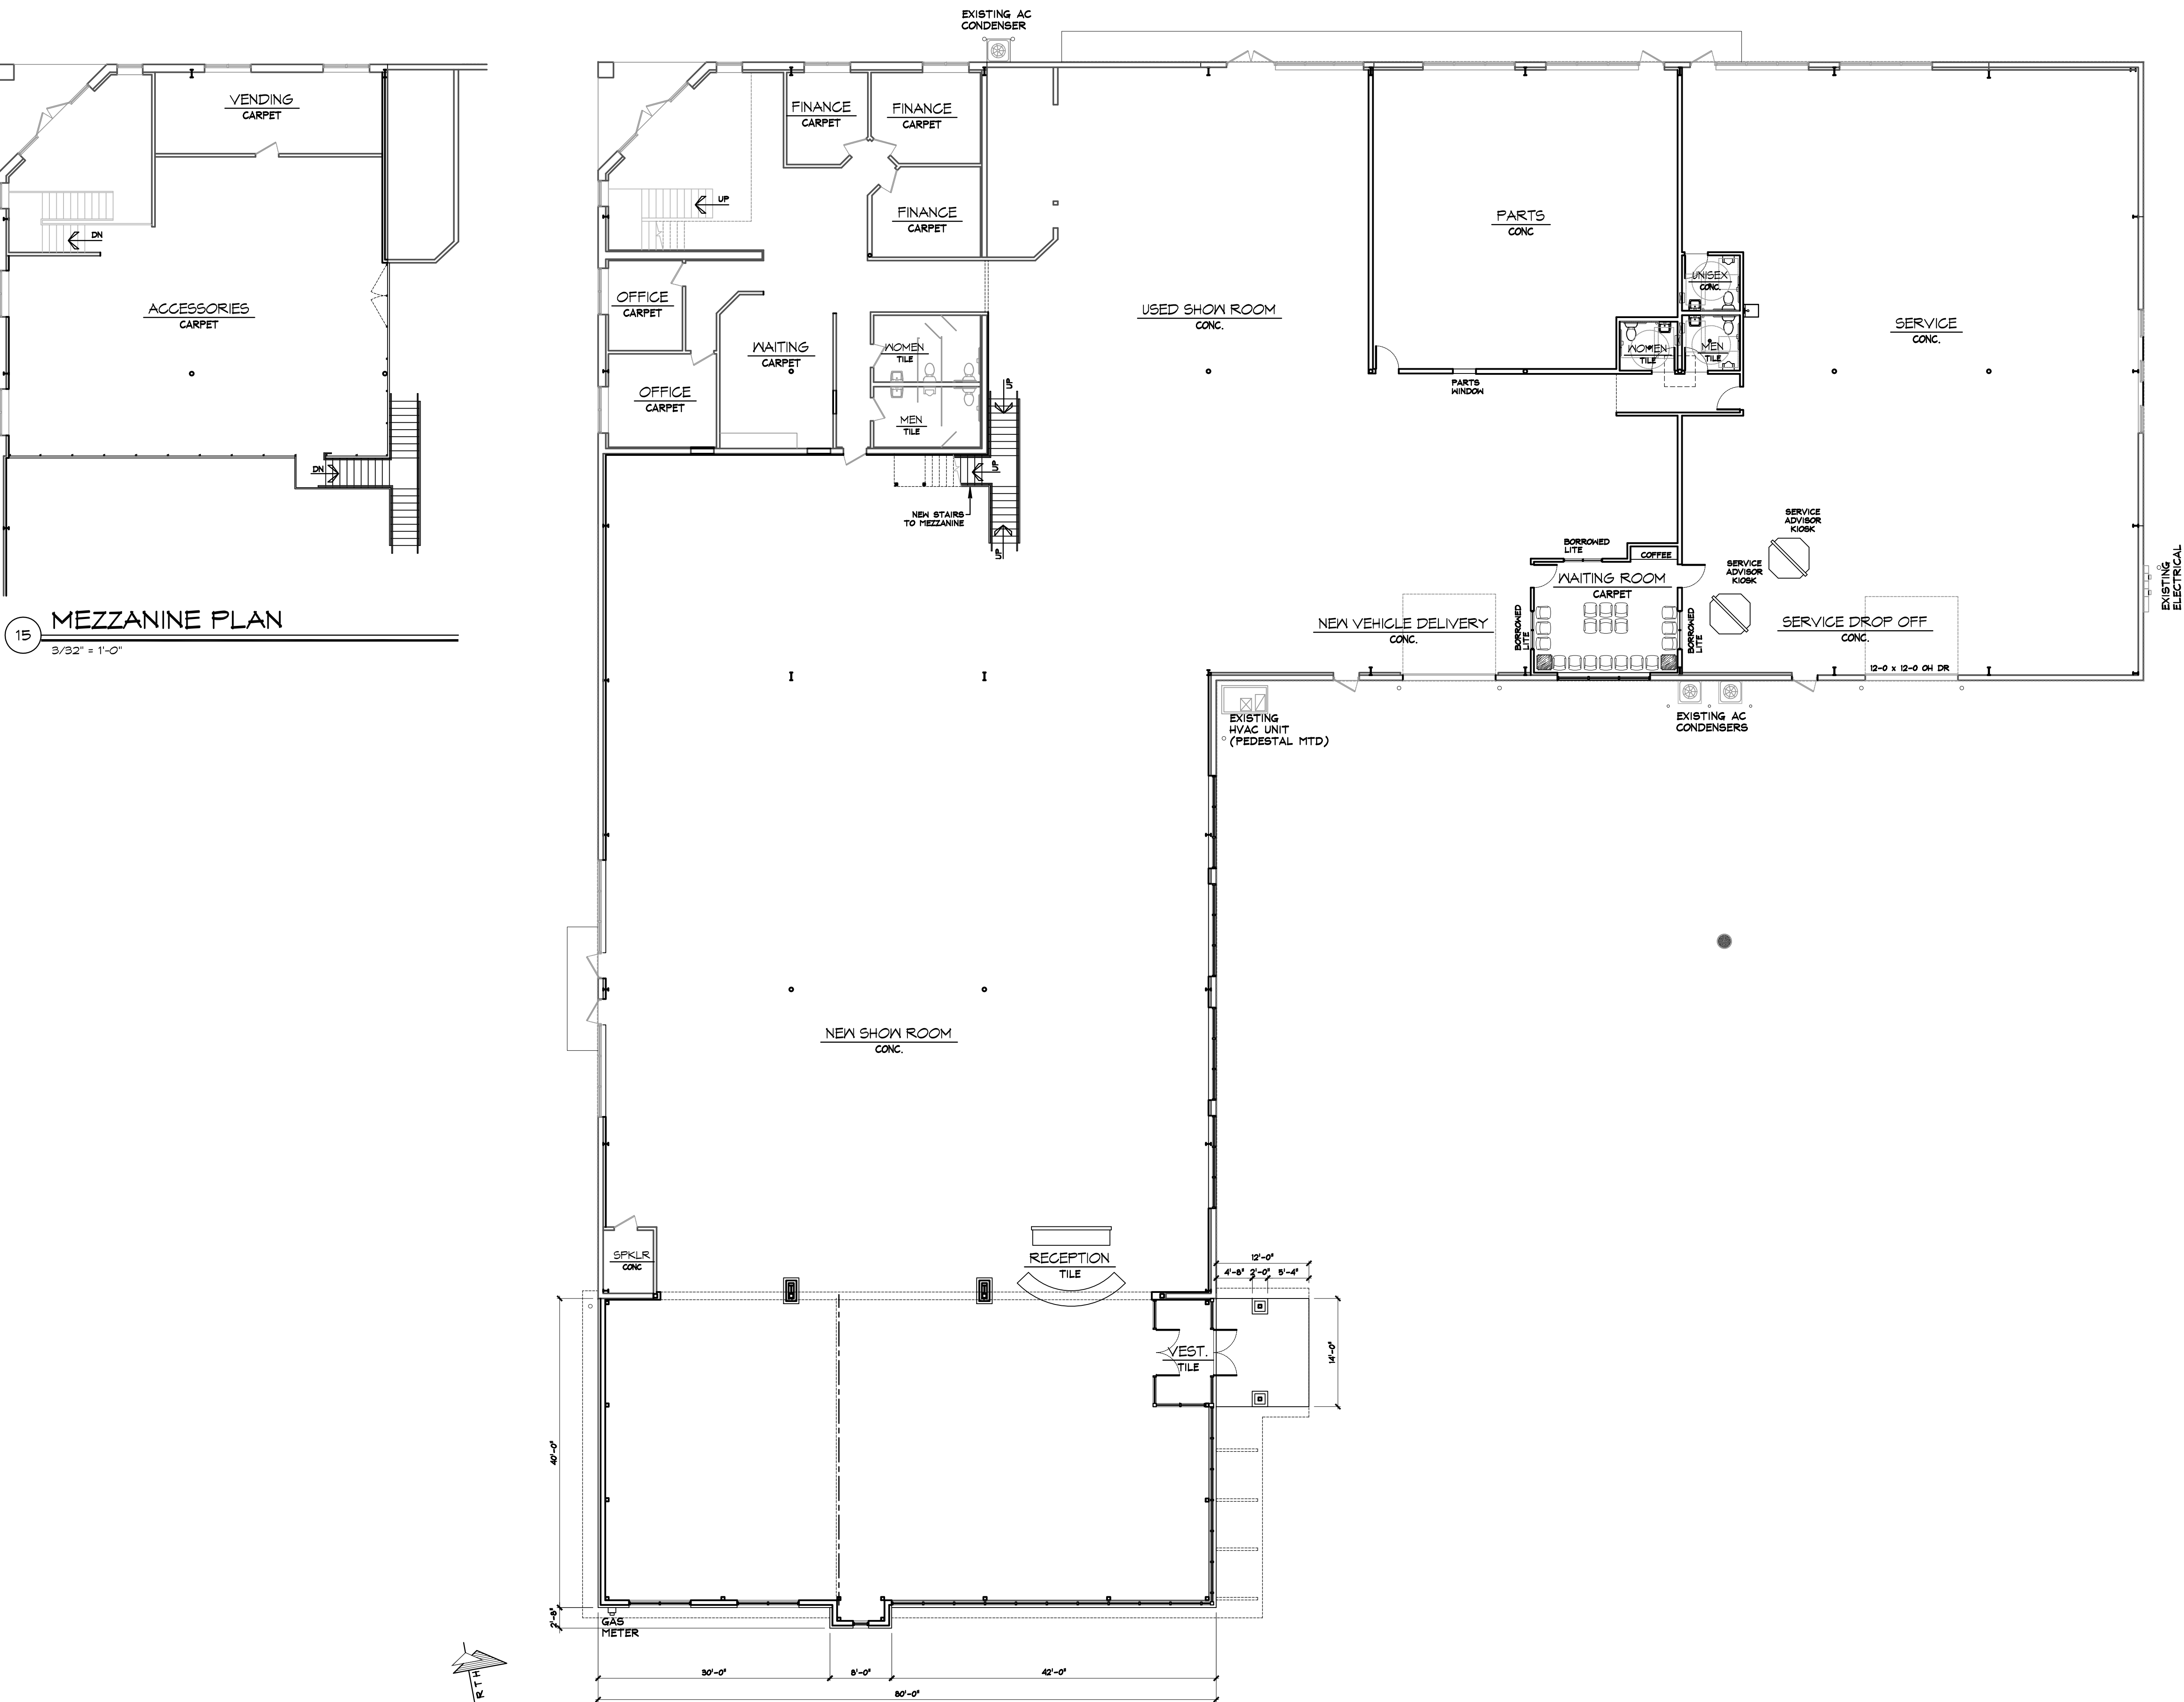 EXISTING AC
CONDENSER
VENDING
CARPET
DN
ACCESSORIES
CARPET
DN
15
MEZZANINE PLAN
3/32" = 1'-0"
FINANCE
CARPET
FINANCE
CARPET
FINANCE
CARPET
UP
OFFICE
CARPET
OFFICE
CARPET
WAITING
CARPET
WOMEN
TILE
MEN
TILE
UP
UP
UP
NEW STAIRS
TO MEZZANINE
USED SHOW ROOM
CONC.
PARTS
CONC
PARTS
WINDOW
UNISEX
CONC.
WOMEN
TILE
MEN
TILE
SERVICE
CONC.
SERVICE
ADVISOR
KIOSK
SERVICE
ADVISOR
KIOSK
BORROWED
LITE
COFFEE
WAITING ROOM
CARPET
BORROWED
LITE
BORROWED
LITE
NEW VEHICLE DELIVERY
CONC.
SERVICE DROP OFF
CONC.
12-0 x 12-0 OH DR
EXISTING
ELECTRICAL
EXISTING
HVAC UNIT
(PEDESTAL MTD)
EXISTING AC
CONDENSERS
NEW SHOW ROOM
CONC.
SPKLR
CONC
RECEPTION
TILE
12'-0"
4'-8" 2'-0" 5'-4"
VEST.
TILE
14'-0"
40'-0"
2'-8"
GAS
METER
30'-0" 8'-0" 42'-0"
80'-0"